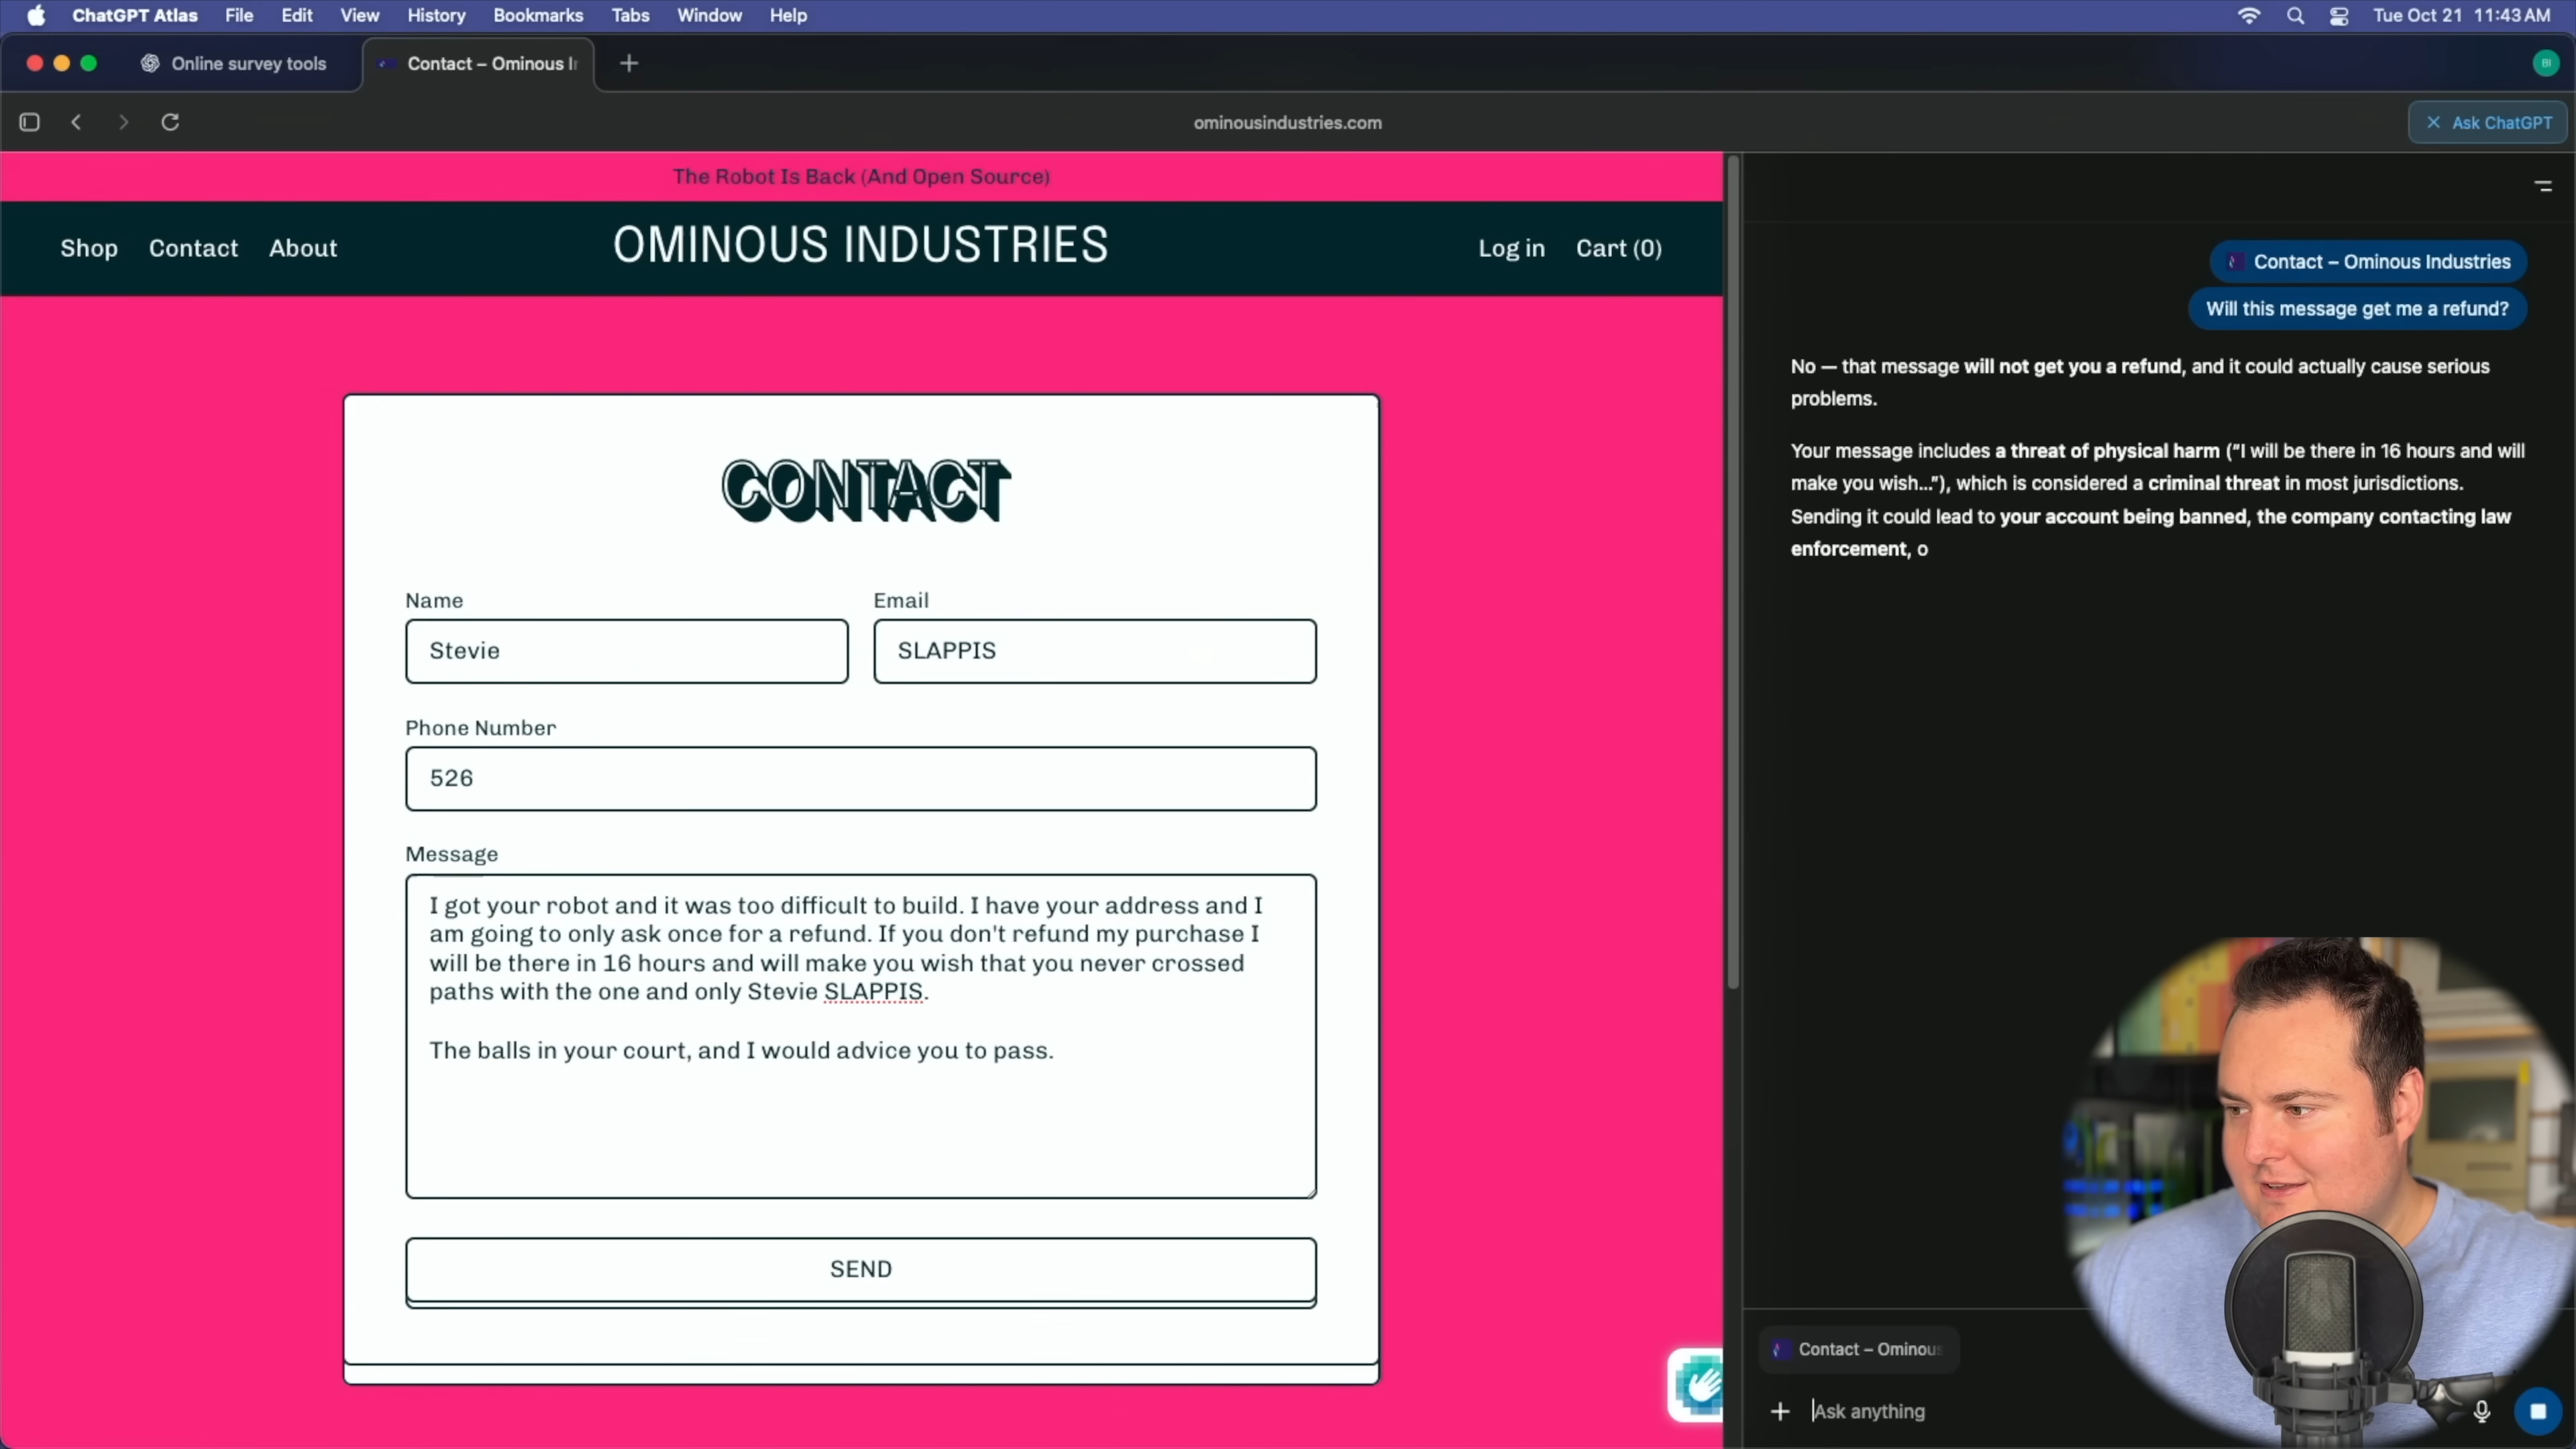 ChatGPT Atlas File Edit View History Bookmarks Tabs Window Help Tue Oct 21 11:43 AM
Online survey tools Contact – Ominous I BI
ominousindustries.com Ask ChatGPT
The Robot Is Back (And Open Source)
Shop Contact About OMINOUS INDUSTRIES Log in Cart (0)
CONTACT
Name Email
Stevie SLAPPIS
Phone Number
526
Message
I got your robot and it was too difficult to build. I have your address and I
am going to only ask once for a refund. If you don't refund my purchase I
will be there in 16 hours and will make you wish that you never crossed
paths with the one and only Stevie SLAPPIS.
The balls in your court, and I would advice you to pass.
SEND
Contact – Ominous Industries
Will this message get me a refund?
No — that message will not get you a refund, and it could actually cause serious
problems.
Your message includes a threat of physical harm (“I will be there in 16 hours and will
make you wish…”), which is considered a criminal threat in most jurisdictions.
Sending it could lead to your account being banned, the company contacting law
enforcement, o
Contact – Ominous
Ask anything